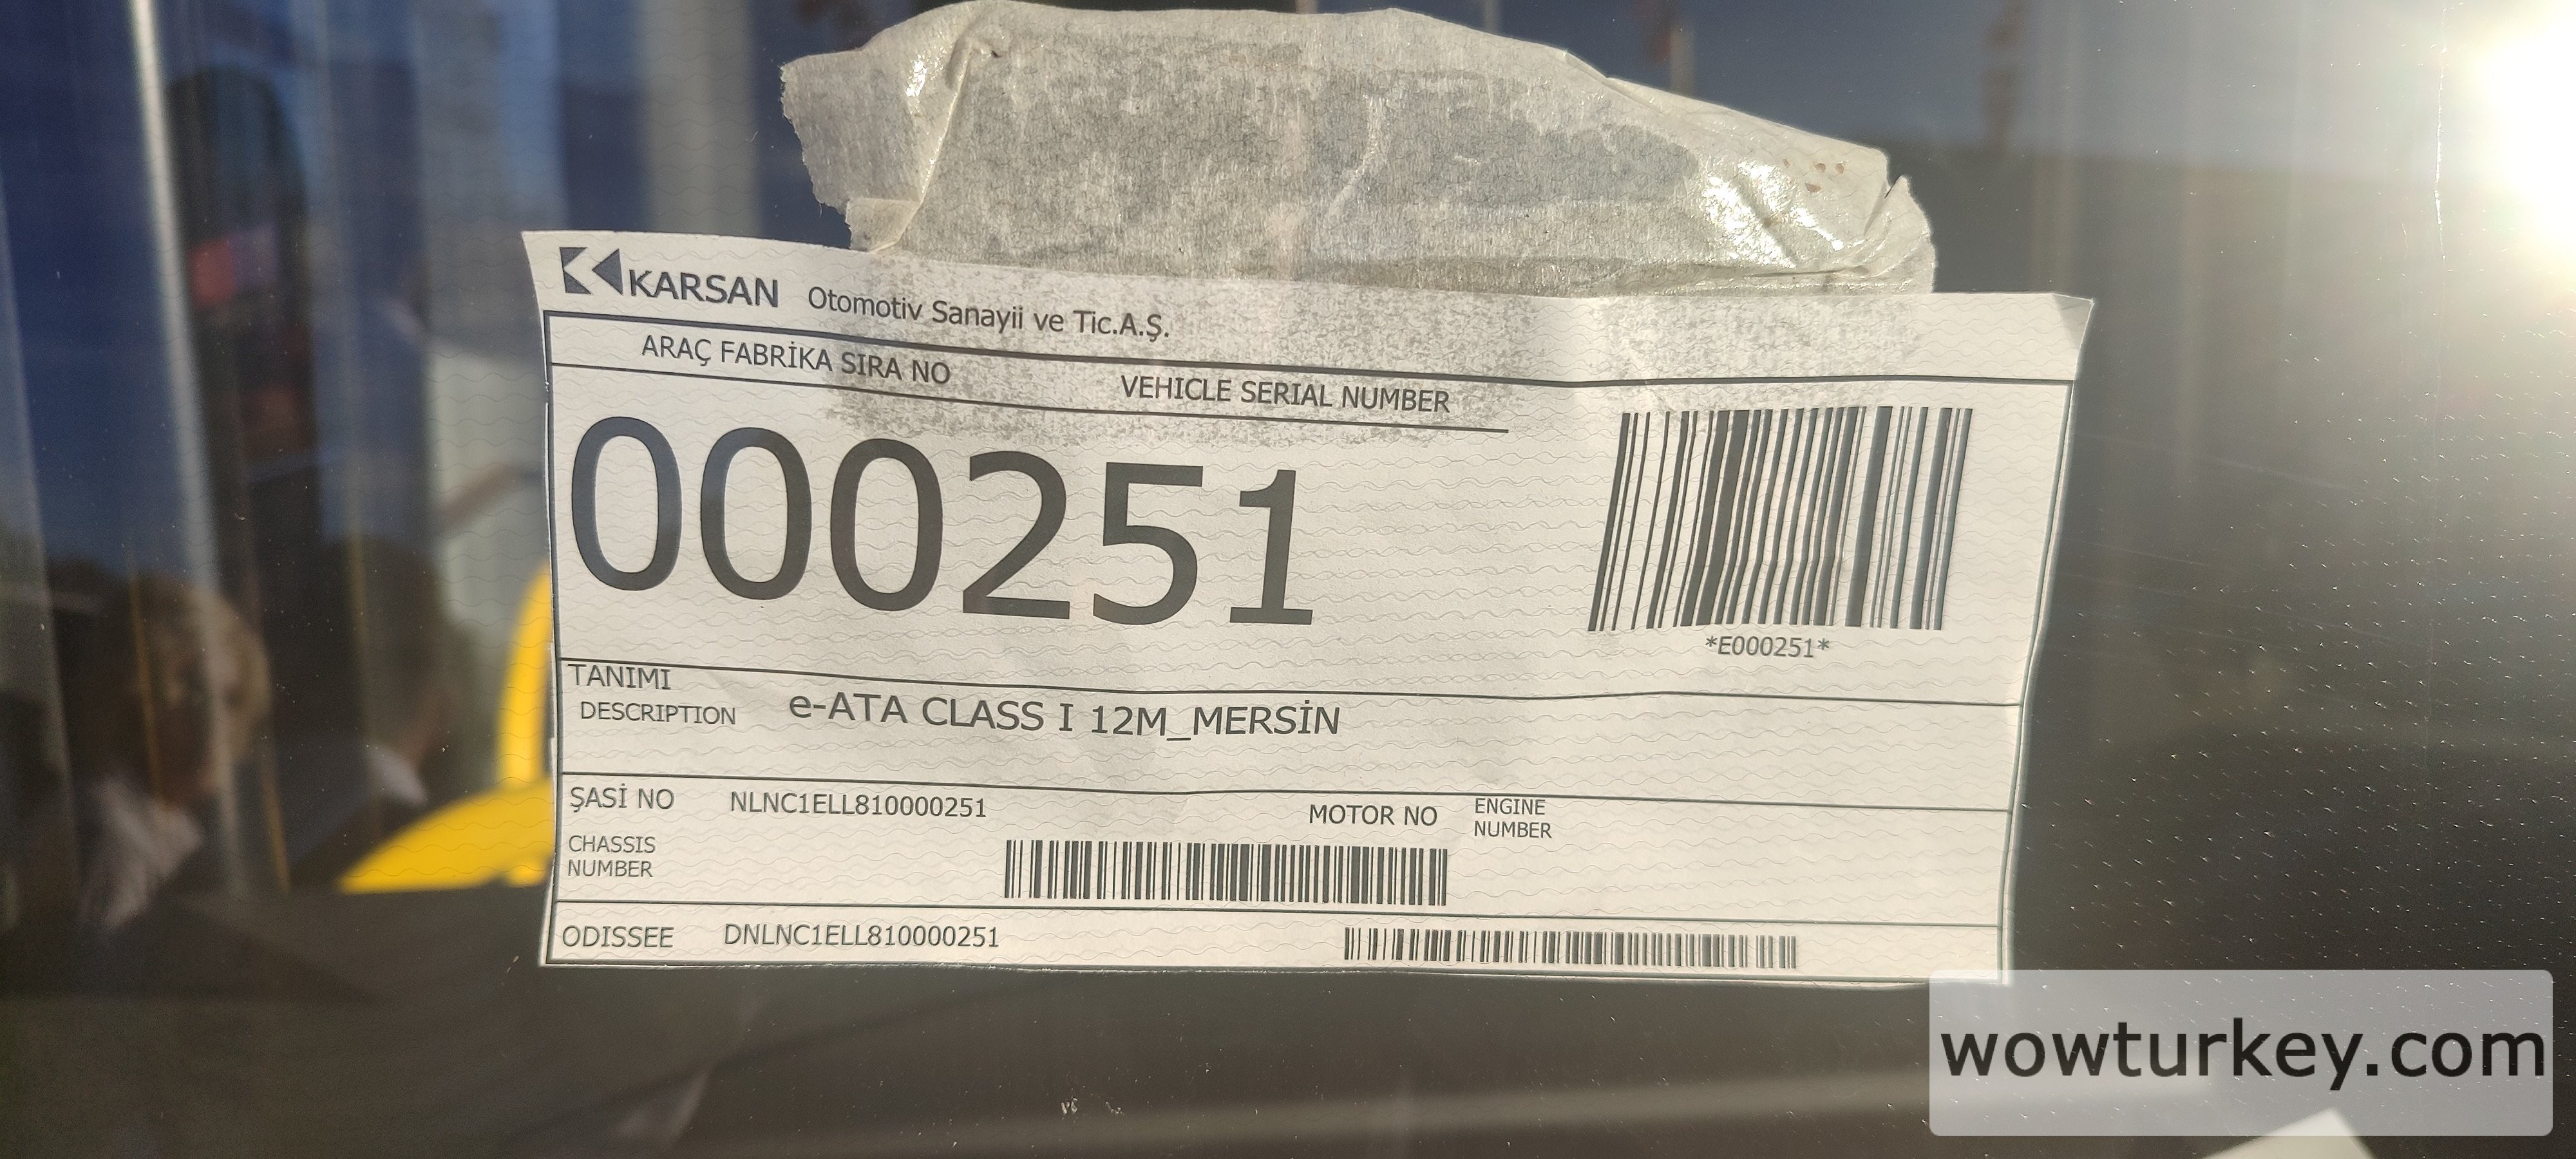 KARSAN Otomotiv Sanayii ve Tic.A.Ş.
ARAÇ FABRİKA SIRA NO VEHICLE SERIAL NUMBER
000251
*E000251*
TANIMI
DESCRIPTION e-ATA CLASS I 12M_MERSİN
ŞASİ NO NLNC1ELL810000251 MOTOR NO ENGINE NUMBER
CHASSIS
NUMBER
ODISSEE DNLNC1ELL810000251
wowturkey.com